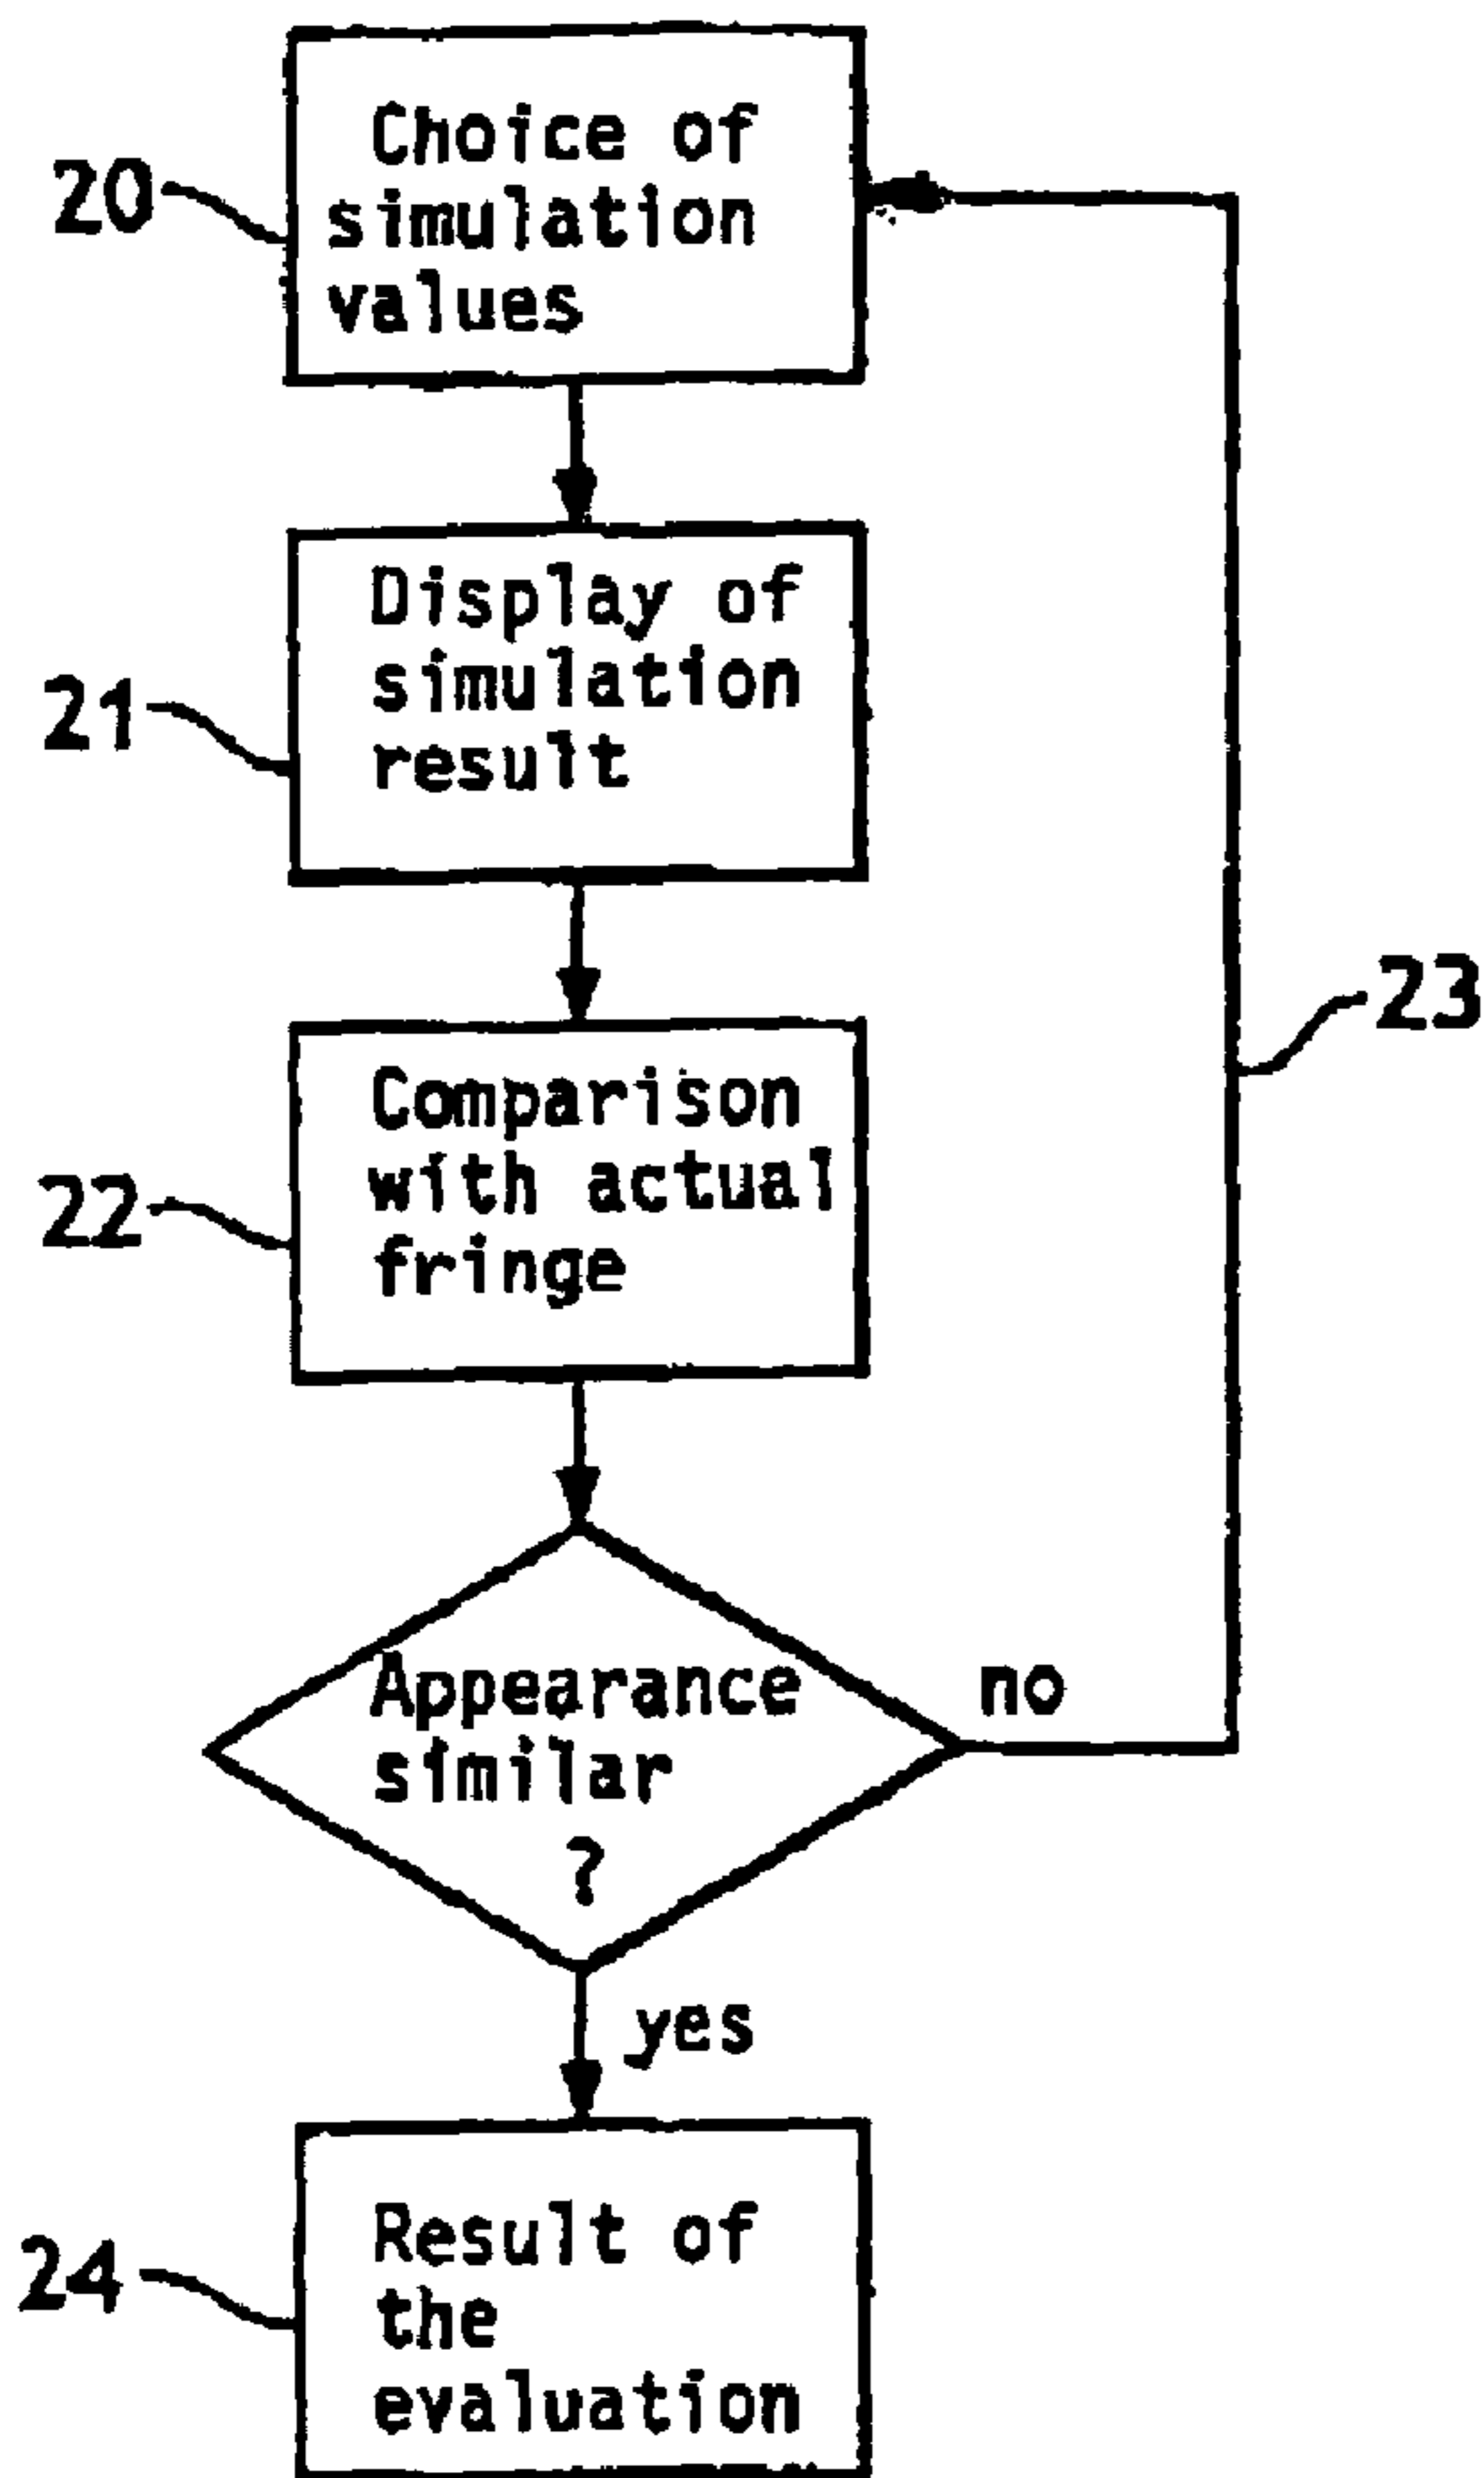 Choice of
simulation
values
20
Display of
simulation
result
21
Comparison
with actual
fringe
22
23
Appearance
similar
?
no
yes
Result of
the
evaluation
24